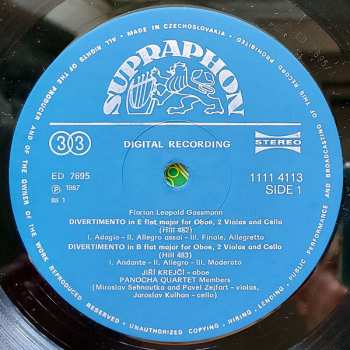 MADE IN CZECHOSLOVAKIA
ALL RIGHTS OF THE PRODUCER AND OF THE OWNER OF THE WORK REPRODUCED RESERVED
UNAUTHORIZED COPYING - HIRING - LENDING - PUBLIC PERFORMANCE AND BROADCASTING OF THIS RECORD PROHIBITED
SUPRAPHON
DIGITAL RECORDING
33
STEREO
ED 7695
1111 4113
Ⓟ 1987
SIDE 1
BS 1
Florian Leopold Gassmann
DIVERTIMENTO in E flat major for Oboe, 2 Violas and Cello
(Hill 482)
I. Adagio - II. Allegro assai - III. Finale. Allegretto
DIVERTIMENTO in B flat major for Oboe, 2 Violas and Cello
(Hill 483)
I. Andante - II. Allegro - III. Moderato
JIŘÍ KREJČÍ - oboe
PANOCHA QUARTET Members
(Miroslav Sehnoutka and Pavel Zejfart - violas,
Jaroslav Kulhan - cello)